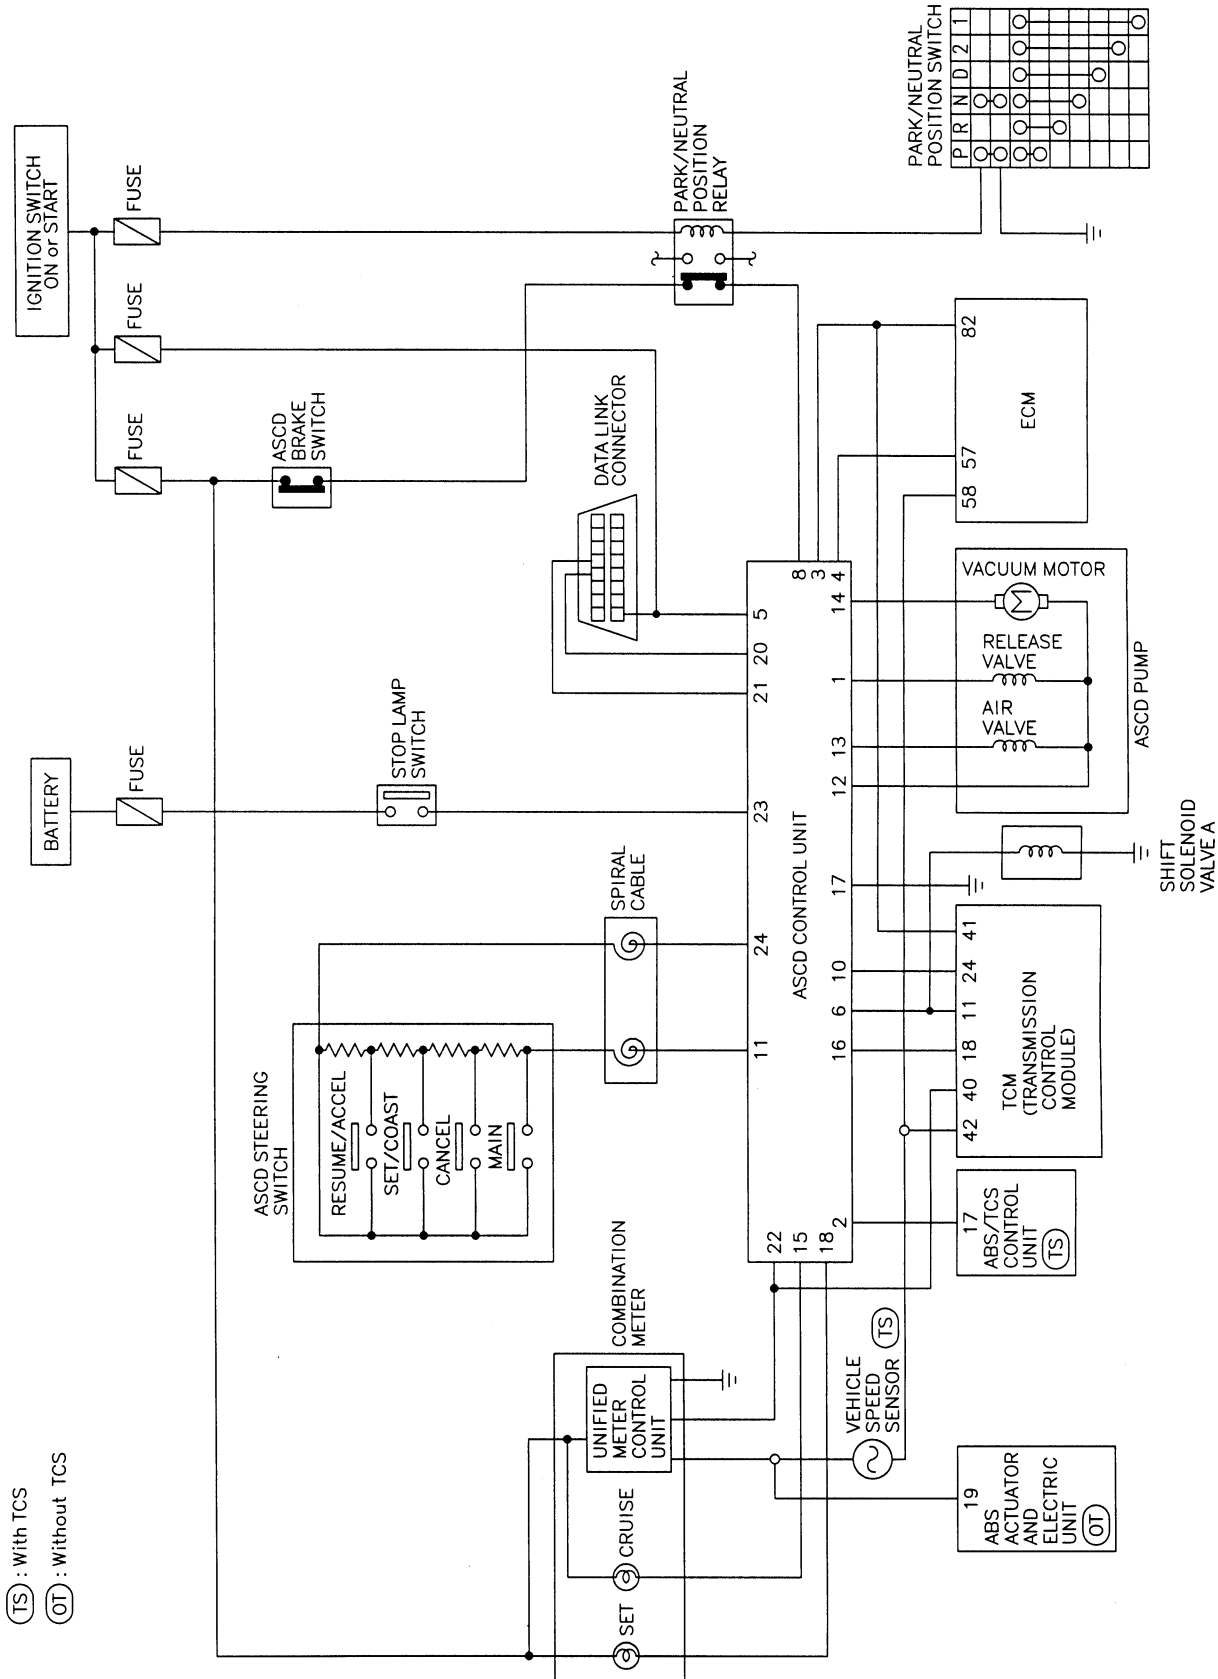 TS : With TCS
OT : Without TCS
IGNITION SWITCH
ON or START
FUSE
FUSE
FUSE
BATTERY
FUSE
ASCD
BRAKE
SWITCH
STOP LAMP
SWITCH
DATA LINK
CONNECTOR
PARK/NEUTRAL
POSITION
RELAY
PARK/NEUTRAL
POSITION SWITCH
P R N D 2 1
ASCD STEERING
SWITCH
RESUME/ACCEL
SET/COAST
CANCEL
MAIN
SPIRAL
CABLE
COMBINATION
METER
UNIFIED
METER
CONTROL
UNIT
SET
CRUISE
22
15
18
11
24
23
21
20
5
8
3
4
ASCD CONTROL UNIT
2
16
6
10
17
12
13
1
14
VEHICLE
SPEED
SENSOR
TS
19
ABS
ACTUATOR
AND
ELECTRIC
UNIT
OT
17
ABS/TCS
CONTROL
UNIT
TS
42
40
18
11
24
41
TCM
(TRANSMISSION
CONTROL
MODULE)
SHIFT
SOLENOID
VALVE A
AIR
VALVE
RELEASE
VALVE
VACUUM MOTOR
M
ASCD PUMP
58
57
82
ECM